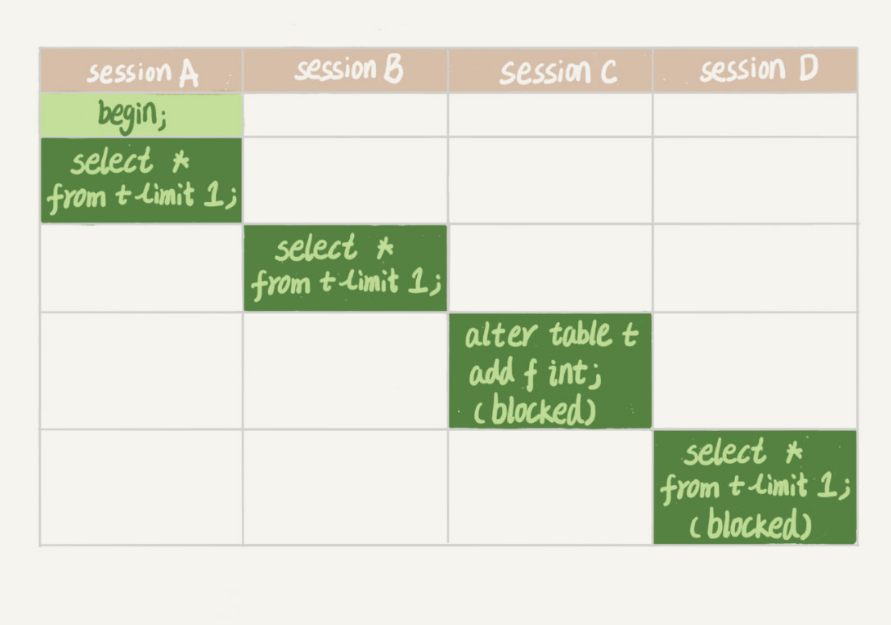 session A
session B
session C
session D
begin;
select *
from t limit 1;
select *
from t limit 1;
alter table t
add f int;
(blocked)
select *
from t limit 1;
(blocked)